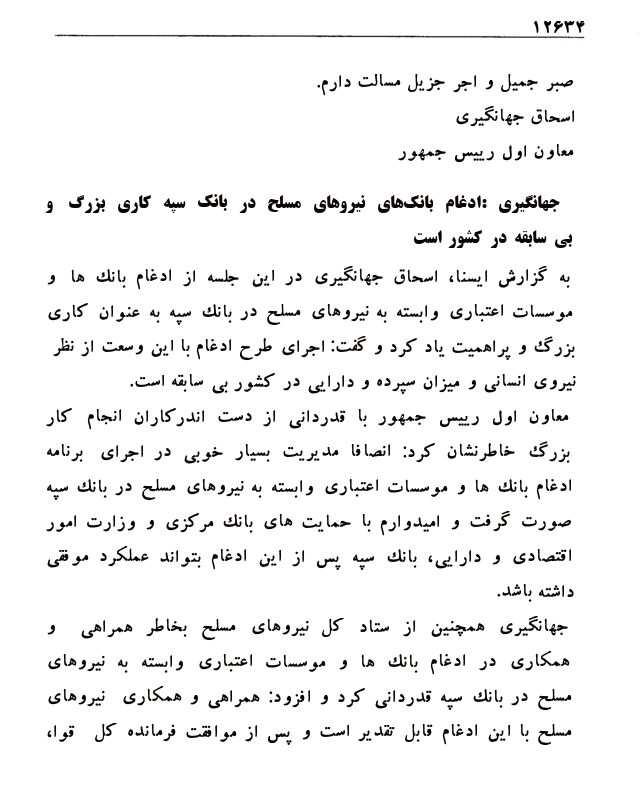 ۱۲۶۳۴
صبر جمیل و اجر جزیل مسالت دارم.
اسحاق جهانگیری
معاون اول رییس جمهور
جهانگیری :ادغام بانک‌های نیروهای مسلح در بانک سپه کاری بزرگ و
بی سابقه در کشور است
به گزارش ایسنا، اسحاق جهانگیری در این جلسه از ادغام بانك ها و
موسسات اعتباری وابسته به نیروهای مسلح در بانك سپه به عنوان کاری
بزرگ و پراهمیت یاد کرد و گفت: اجرای طرح ادغام با این وسعت از نظر
نیروی انسانی و میزان سپرده و دارایی در کشور بی سابقه است.
معاون اول رییس جمهور با قدردانی از دست اندرکاران انجام کار
بزرگ خاطرنشان کرد: انصافا مدیریت بسیار خوبی در اجرای برنامه
ادغام بانك ها و موسسات اعتباری وابسته به نیروهای مسلح در بانك سپه
صورت گرفت و امیدوارم با حمایت های بانك مرکزی و وزارت امور
اقتصادی و دارایی، بانك سپه پس از این ادغام بتواند عملکرد موفقی
داشته باشد.
جهانگیری همچنین از ستاد کل نیروهای مسلح بخاطر همراهی و
همکاری در ادغام بانك ها و موسسات اعتباری وابسته به نیروهای
مسلح در بانك سپه قدردانی کرد و افزود: همراهی و همکاری نیروهای
مسلح با این ادغام قابل تقدیر است و پس از موافقت فرمانده کل قوا،